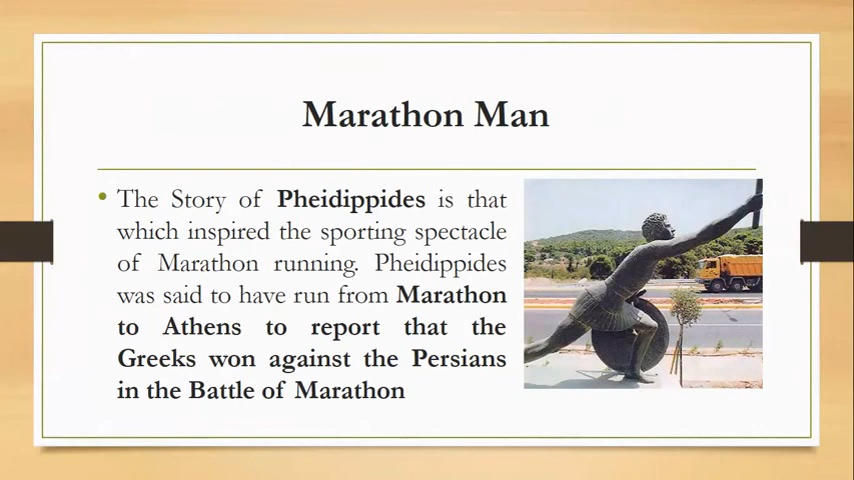 Marathon Man
• The Story of Pheidippides is that
which inspired the sporting spectacle
of Marathon running. Pheidippides
was said to have run from Marathon
to Athens to report that the
Greeks won against the Persians
in the Battle of Marathon